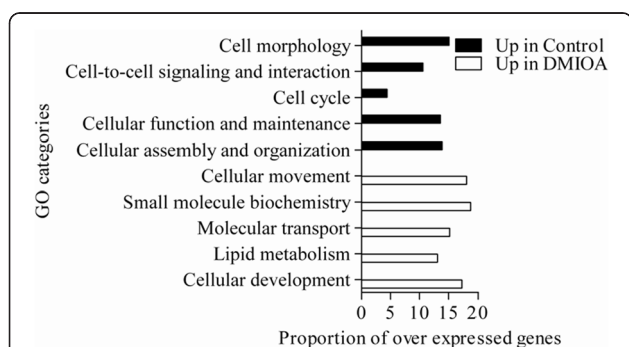 Cell morphology
Up in Control
Cell-to-cell signaling and interaction
Up in DMIOA
Cell cycle
Cellular function and maintenance
Cellular assembly and organization
Cellular movement
Small molecule biochemistry
Molecular transport
Lipid metabolism
Cellular development
GO categories
0 5 10 15 20
Proportion of over expressed genes